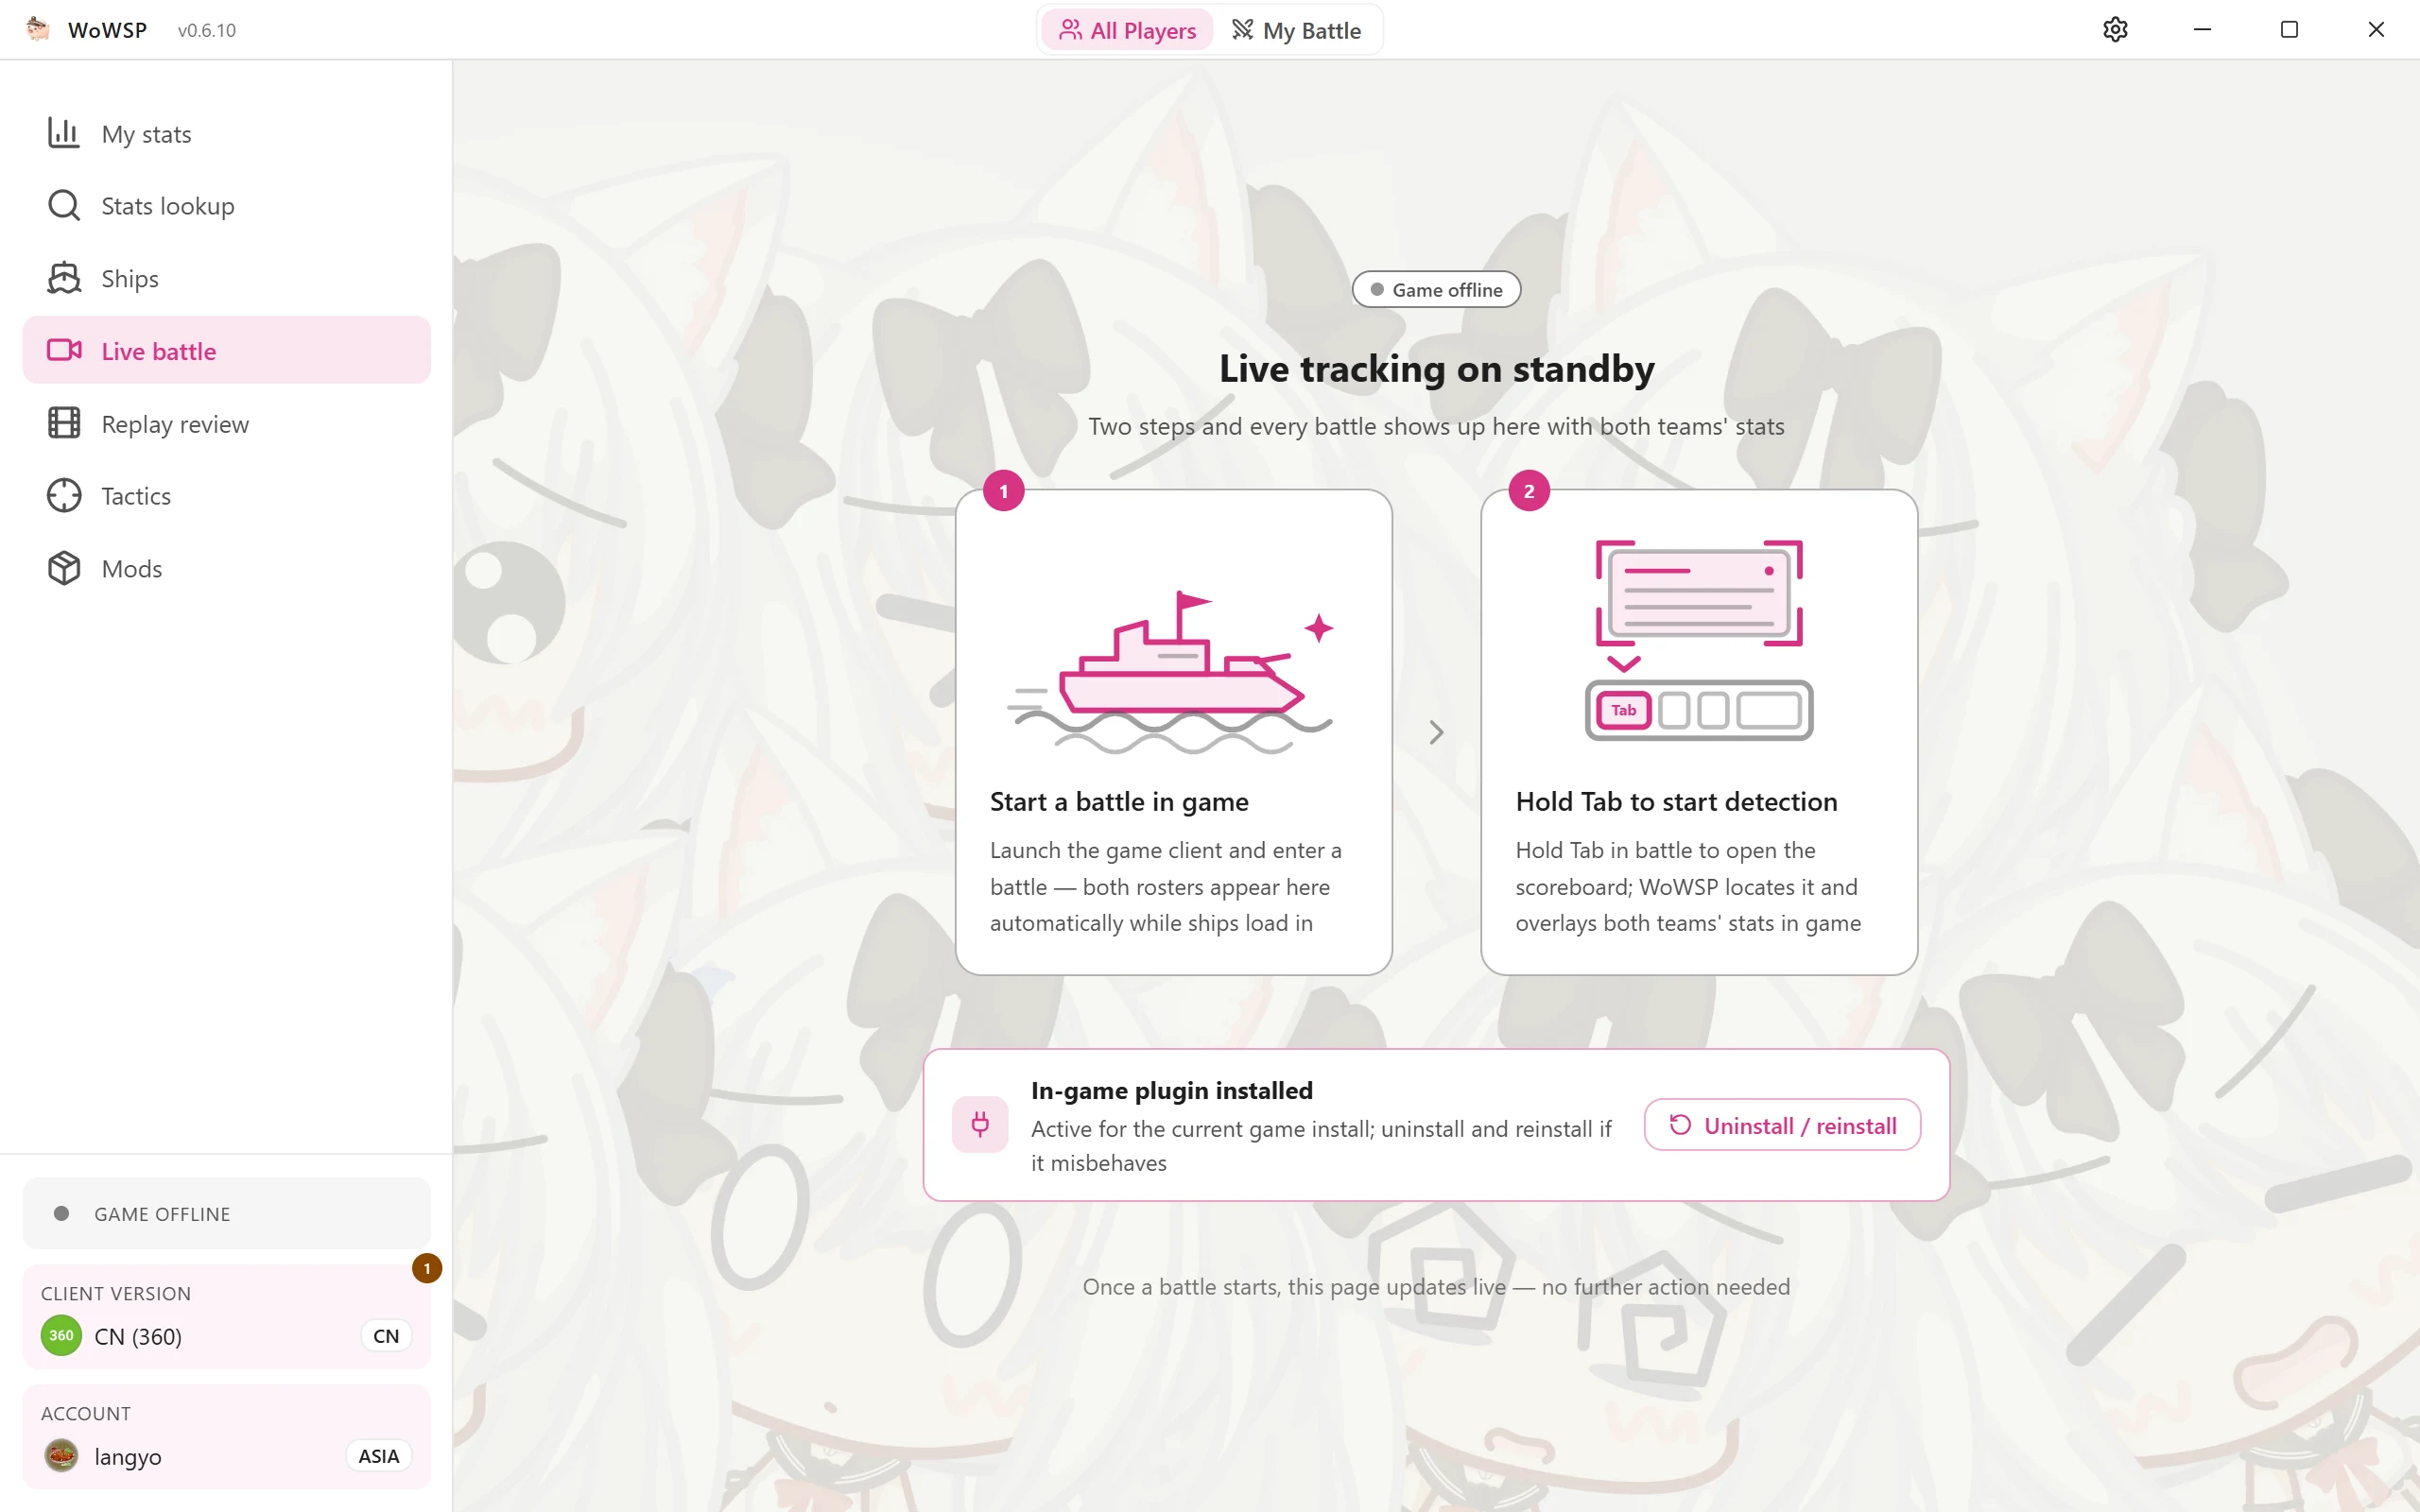 WoWSP v0.6.10
All Players
My Battle
My stats
Stats lookup
Ships
Live battle
Replay review
Tactics
Mods
GAME OFFLINE
1
CLIENT VERSION
360 CN (360) CN
ACCOUNT
langyo ASIA
Game offline
Live tracking on standby
Two steps and every battle shows up here with both teams' stats
1
Start a battle in game
Launch the game client and enter a
battle — both rosters appear here
automatically while ships load in
2
Tab
Hold Tab to start detection
Hold Tab in battle to open the
scoreboard; WoWSP locates it and
overlays both teams' stats in game
In-game plugin installed
Active for the current game install; uninstall and reinstall if
it misbehaves
Uninstall / reinstall
Once a battle starts, this page updates live — no further action needed